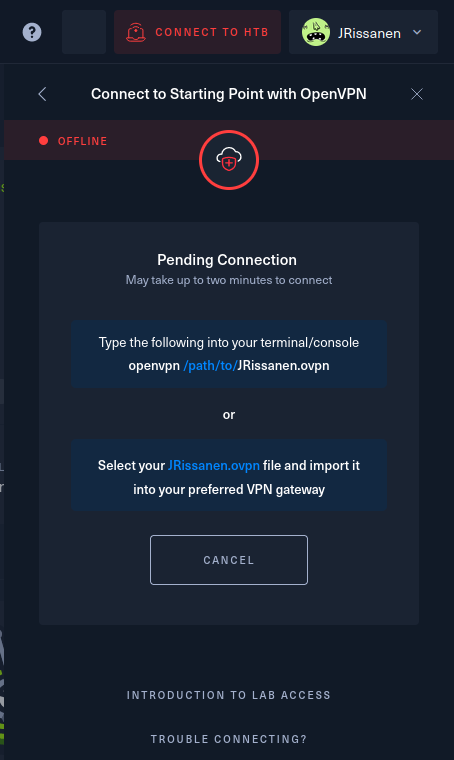 ?
CONNECT TO HTB
JRissanen
Connect to Starting Point with OpenVPN
OFFLINE
Pending Connection
May take up to two minutes to connect
Type the following into your terminal/console
openvpn /path/to/JRissanen.ovpn
or
Select your JRissanen.ovpn file and import it
into your preferred VPN gateway
CANCEL
INTRODUCTION TO LAB ACCESS
TROUBLE CONNECTING?